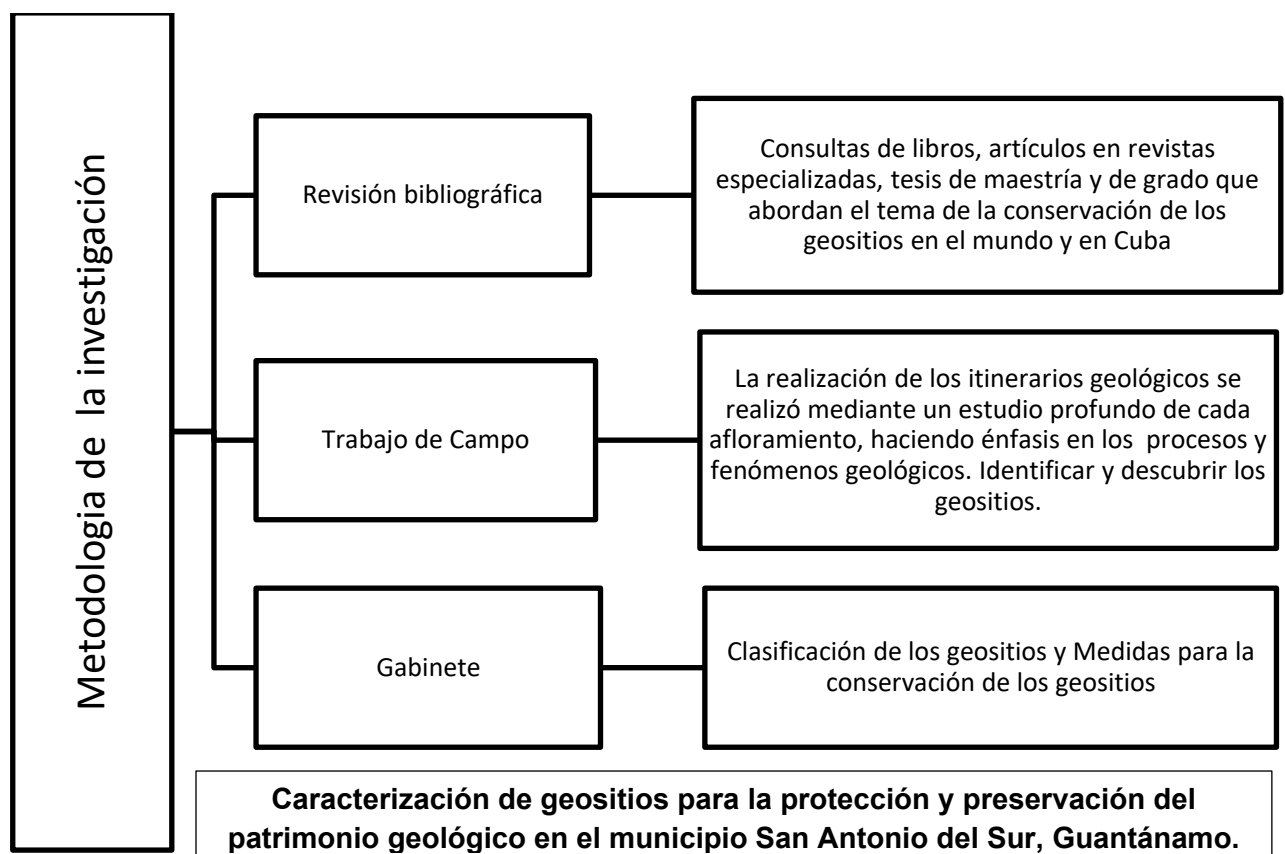 Metodologia de la investigación
Revisión bibliográfica
Consultas de libros, artículos en revistas
especializadas, tesis de maestría y de grado que
abordan el tema de la conservación de los
geositios en el mundo y en Cuba
Trabajo de Campo
La realización de los itinerarios geológicos se
realizó mediante un estudio profundo de cada
afloramiento, haciendo énfasis en los procesos y
fenómenos geológicos. Identificar y descubrir los
geositios.
Gabinete
Clasificación de los geositios y Medidas para la
conservación de los geositios
Caracterización de geositios para la protección y preservación del
patrimonio geológico en el municipio San Antonio del Sur, Guantánamo.